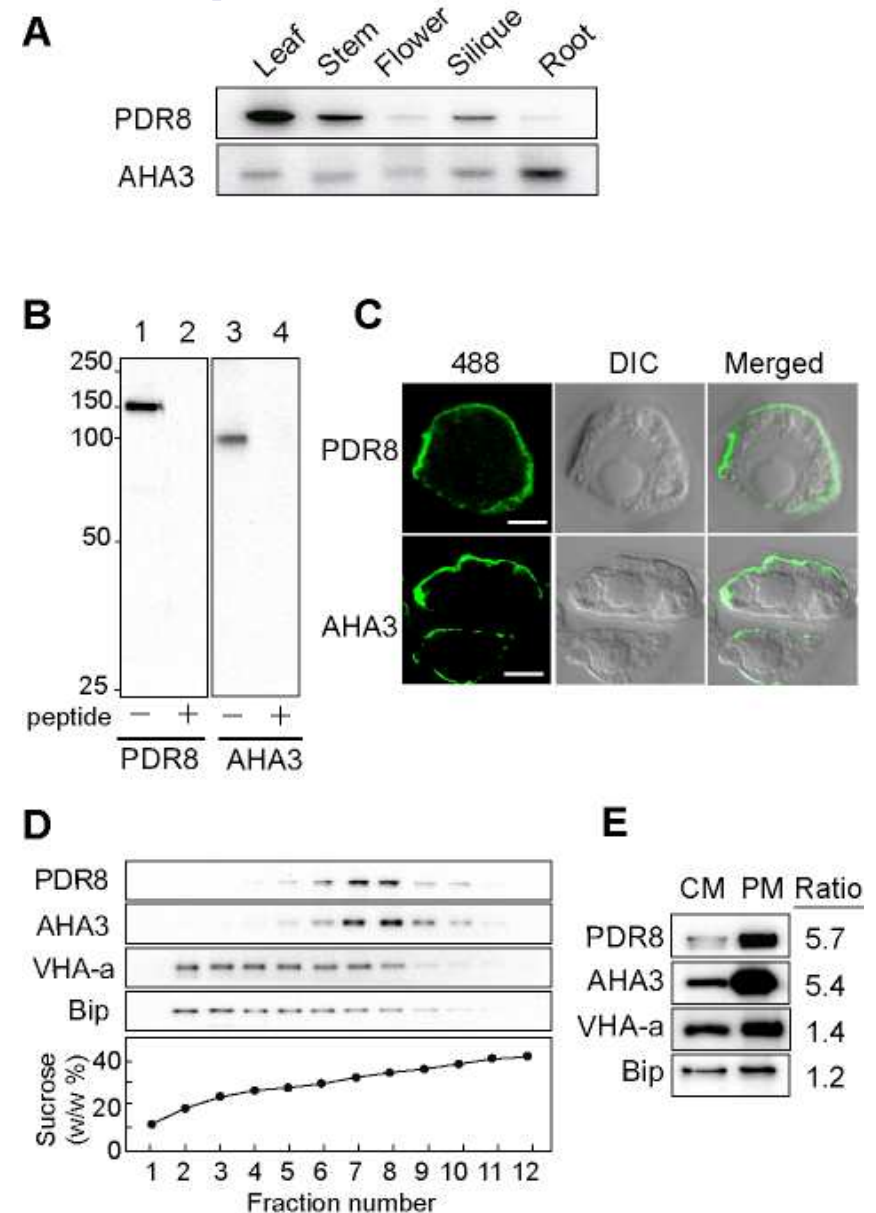 A
Leaf Stem Flower Silique Root
PDR8
AHA3
B
1 2 3 4
250
150
100
50
25
peptide − + − +
PDR8 AHA3
C
488 DIC Merged
PDR8
AHA3
D
PDR8
AHA3
VHA-a
Bip
Sucrose
(w/w %)
40
20
0
1 2 3 4 5 6 7 8 9 10 11 12
Fraction number
E
CM PM Ratio
PDR8 5.7
AHA3 5.4
VHA-a 1.4
Bip 1.2